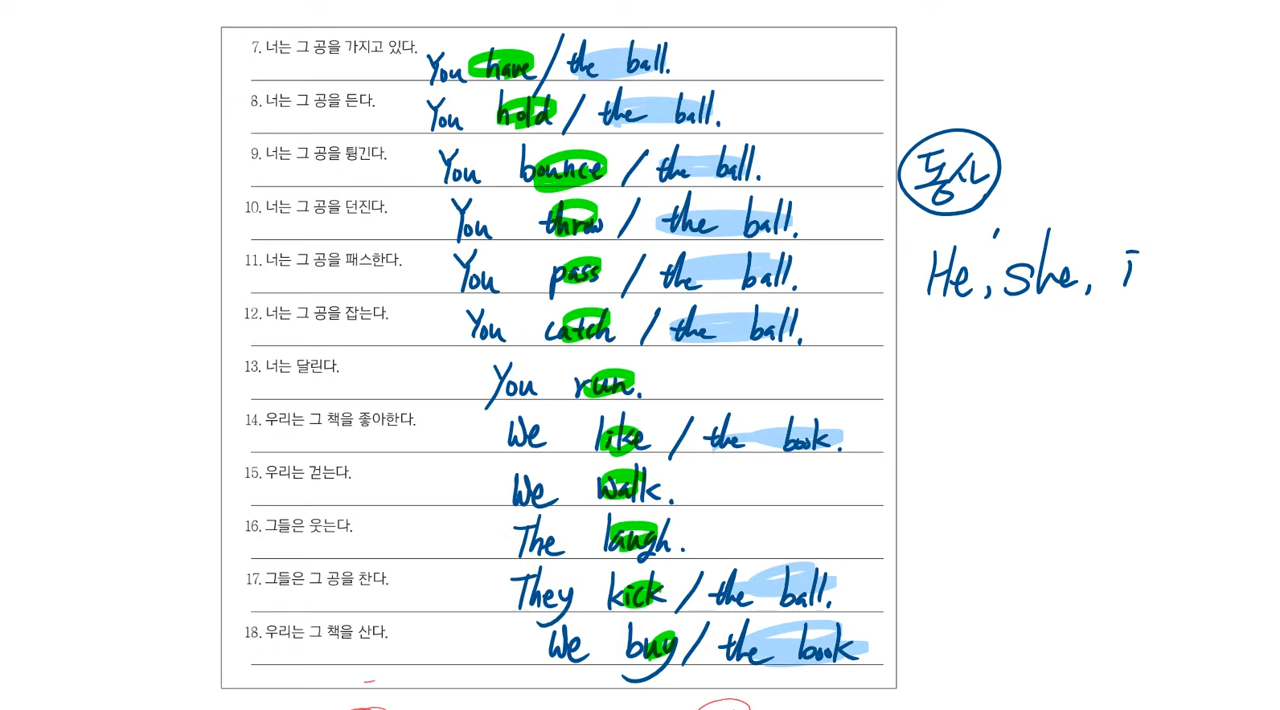 7. 너는 그 공을 가지고 있다.
You have / the ball.
8. 너는 그 공을 든다.
You hold / the ball.
9. 너는 그 공을 튕긴다.
You bounce / the ball.
동사
10. 너는 그 공을 던진다.
You throw / the ball.
11. 너는 그 공을 패스한다.
You pass / the ball.
He, she, i
12. 너는 그 공을 잡는다.
You catch / the ball.
13. 너는 달린다.
You run.
14. 우리는 그 책을 좋아한다.
We like / the book.
15. 우리는 걷는다.
We walk.
16. 그들은 웃는다.
The laugh.
17. 그들은 그 공을 찬다.
They kick / the ball.
18. 우리는 그 책을 산다.
We buy / the book